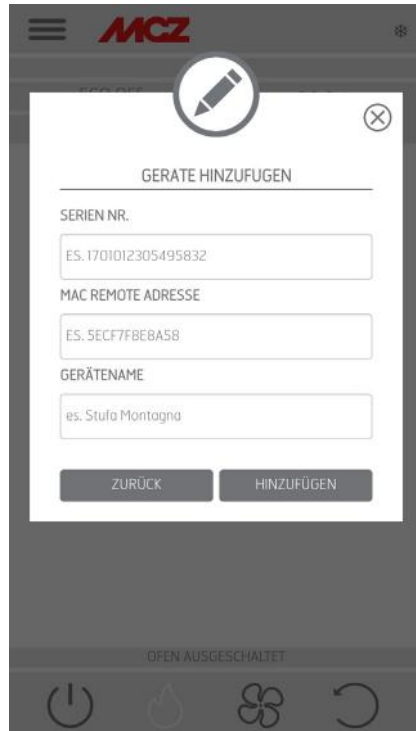 MCZ
GERATE HINZUFUGEN
SERIEN NR.
ES. 1701012305495832
MAC REMOTE ADRESSE
ES. 5ECF7F8E8A58
GERÄTENAME
es. Stufa Montagna
ZURÜCK HINZUFÜGEN
OFEN AUSGESCHALTET